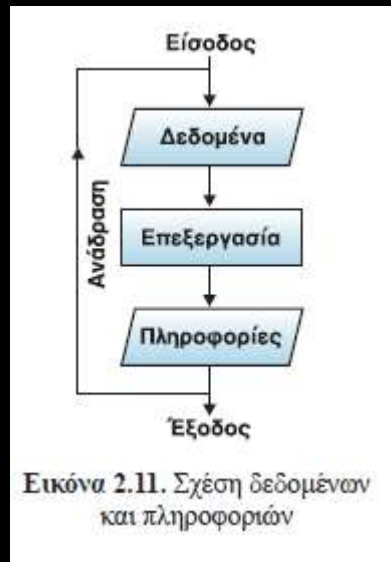 Είσοδος
Δεδομένα
Επεξεργασία
Ανάδραση
Πληροφορίες
Έξοδος
Εικόνα 2.11. Σχέση δεδομένων
και πληροφοριών